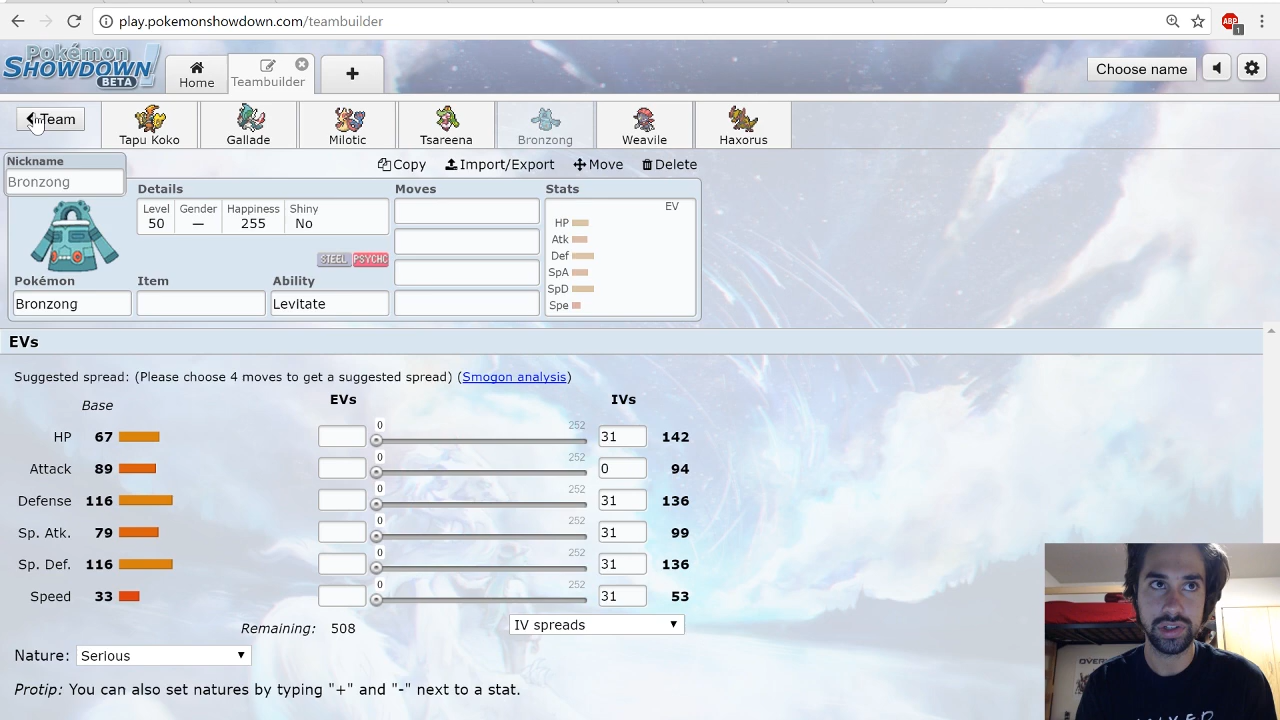 play.pokemonshowdown.com/teambuilder
ABP
1
Pokémon
SHOWDOWN!
BETA
Home
Teambuilder
Choose name
Team
Tapu Koko
Gallade
Milotic
Tsareena
Bronzong
Weavile
Haxorus
Nickname
Bronzong
Copy
Import/Export
Move
Delete
Details
Moves
Stats
Level
Gender
Happiness
Shiny
50
—
255
No
EV
HP
Atk
Def
SpA
SpD
Spe
STEEL
PSYCHC
Pokémon
Item
Ability
Bronzong
Levitate
EVs
Suggested spread: (Please choose 4 moves to get a suggested spread) (Smogon analysis)
Base
EVs
IVs
HP 67 0 252 31 142
Attack 89 0 252 0 94
Defense 116 0 252 31 136
Sp. Atk. 79 0 252 31 99
Sp. Def. 116 0 252 31 136
Speed 33 0 252 31 53
Remaining: 508
IV spreads
Nature: Serious
Protip: You can also set natures by typing "+" and "-" next to a stat.
OVER